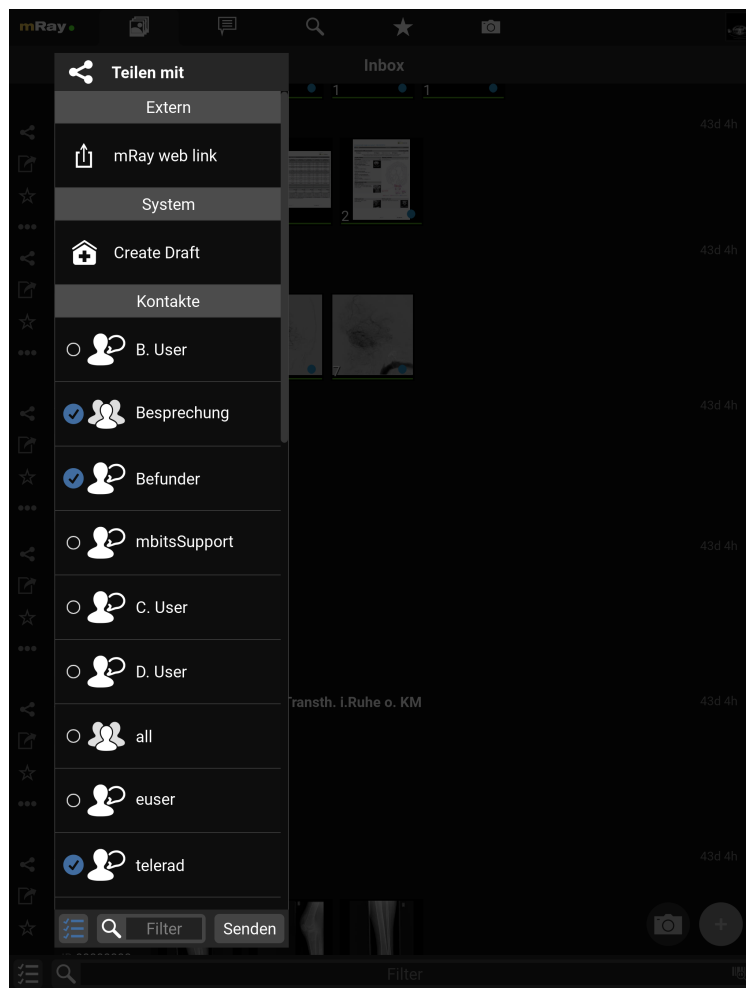 mRay
Inbox
Teilen mit
Extern
1
1
43d 4h
mRay web link
System
2
Create Draft
43d 4h
Kontakte
B. User
7
Besprechung
43d 4h
Befunder
mbitsSupport
43d 4h
C. User
D. User
Transth. i.Ruhe o. KM
43d 4h
all
euser
telerad
43d 4h
Filter
Senden
Filter